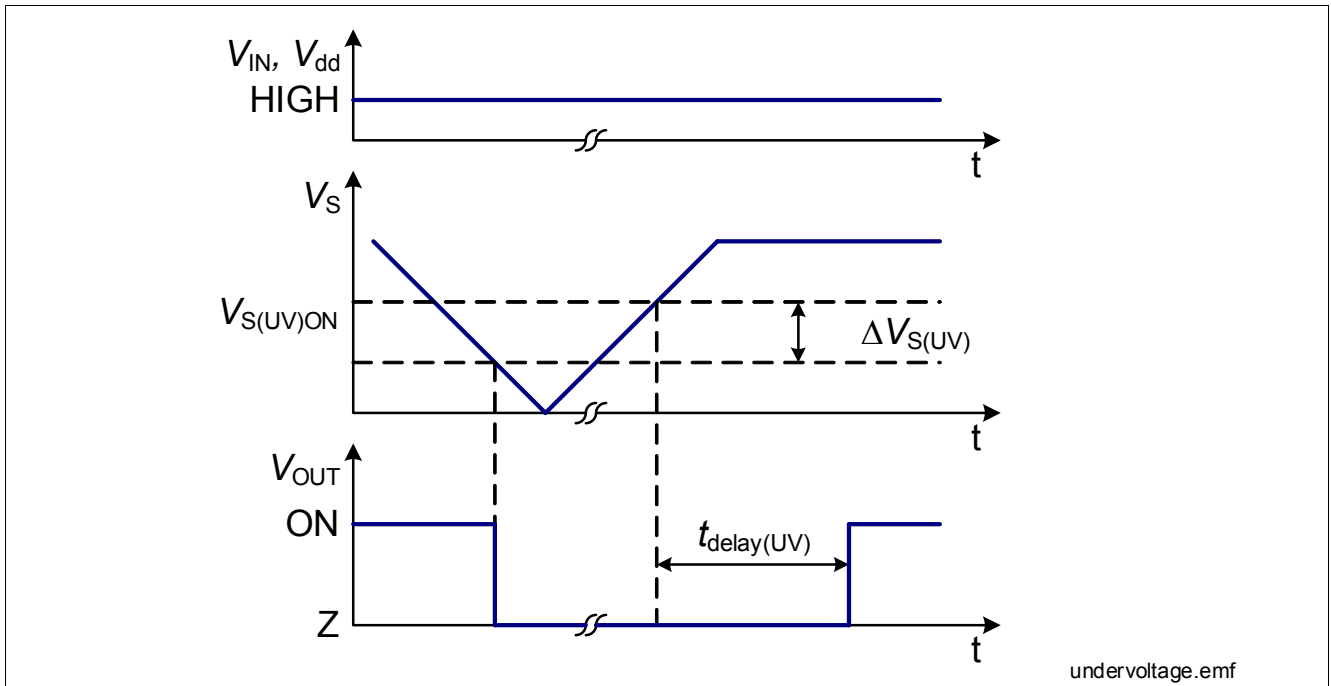 VIN, Vdd
HIGH
t
VS
VS(UV)ON
ΔVS(UV)
t
VOUT
ON
tdelay(UV)
Z
t
undervoltage.emf